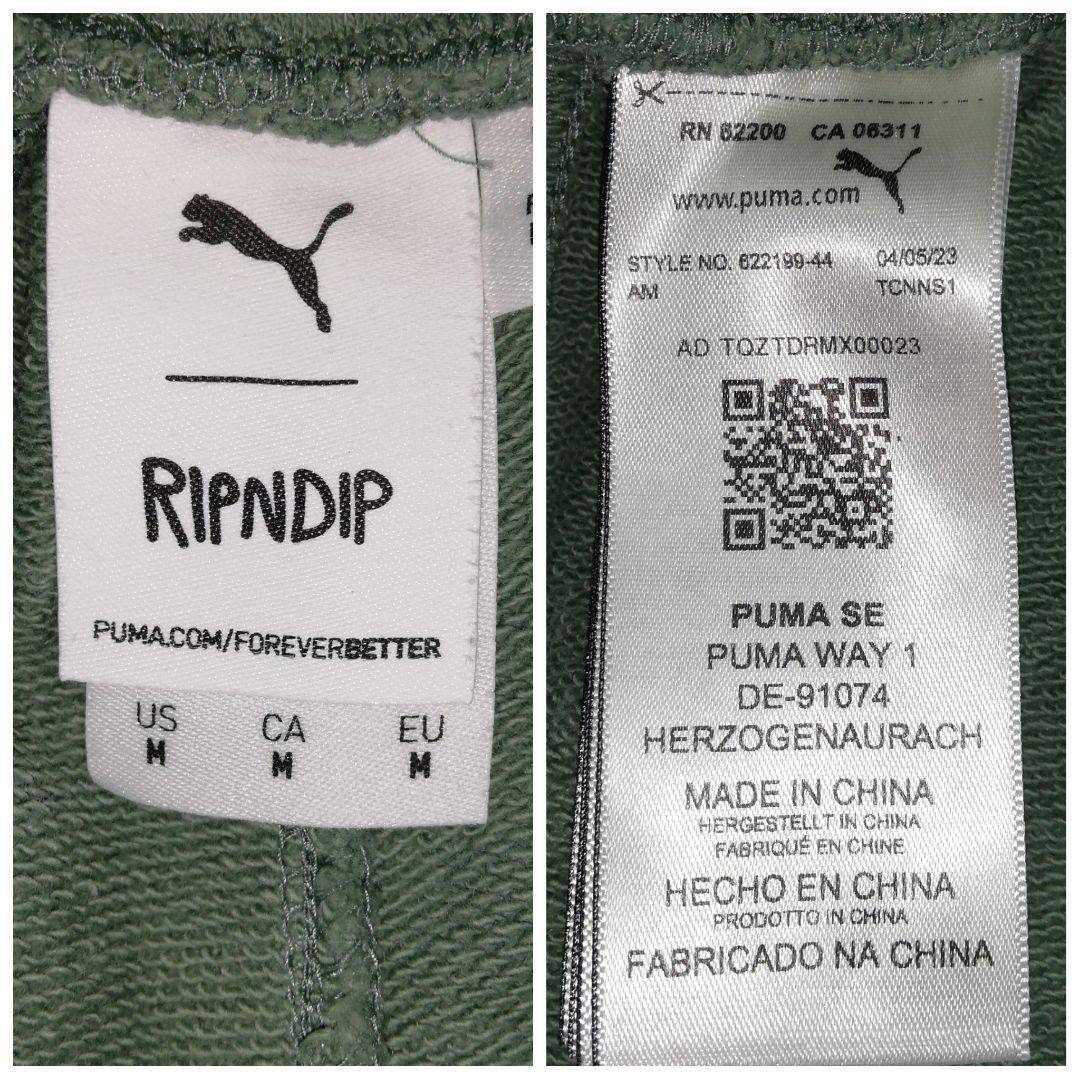 RIPNDIP
PUMA.COM/FOREVERBETTER
US CA EU
M M M
RN 62200 CA 06311
www.puma.com
STYLE NO. 622199-44 04/05/23
AM TCNNS1
AD TQZTDRMX00023
PUMA SE
PUMA WAY 1
DE-91074
HERZOGENAURACH
MADE IN CHINA
HERGESTELLT IN CHINA
FABRIQUÉ EN CHINE
HECHO EN CHINA
PRODOTTO IN CHINA
FABRICADO NA CHINA